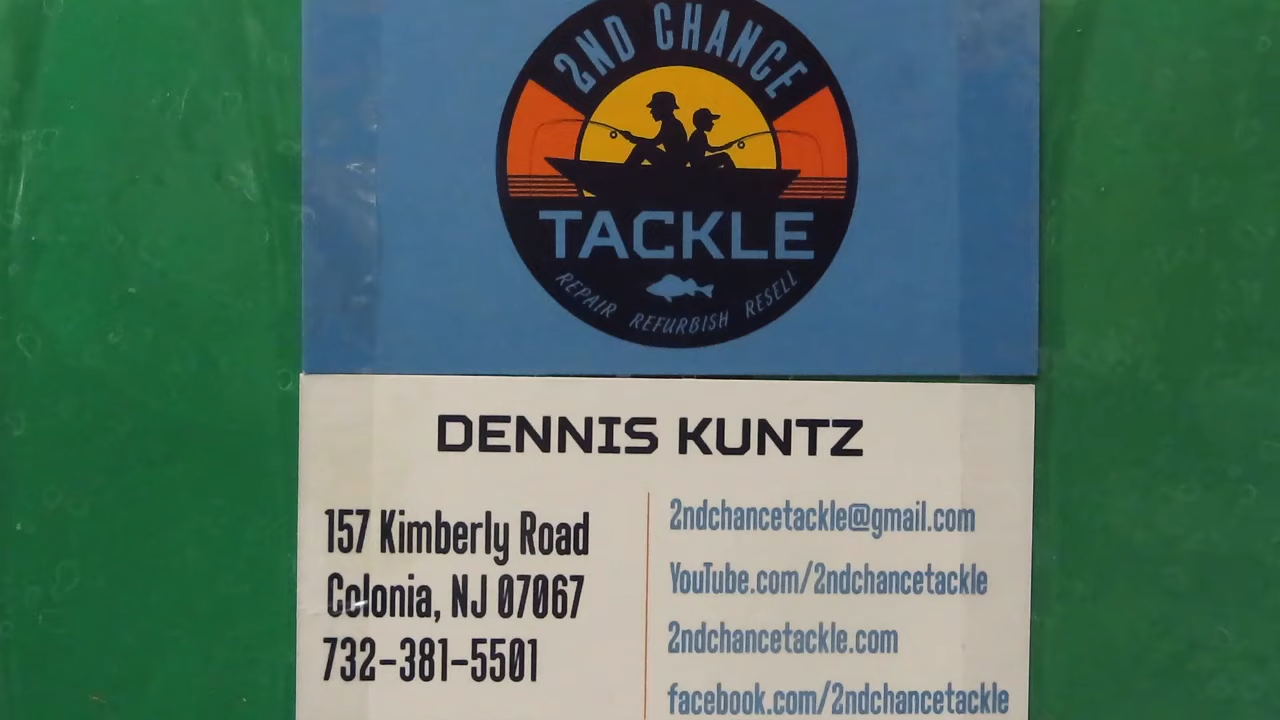 2ND CHANCE
TACKLE
REPAIR REFURBISH RESELL
DENNIS KUNTZ
157 Kimberly Road
Colonia, NJ 07067
732-381-5501
2ndchancetackle@gmail.com
YouTube.com/2ndchancetackle
2ndchancetackle.com
facebook.com/2ndchancetackle